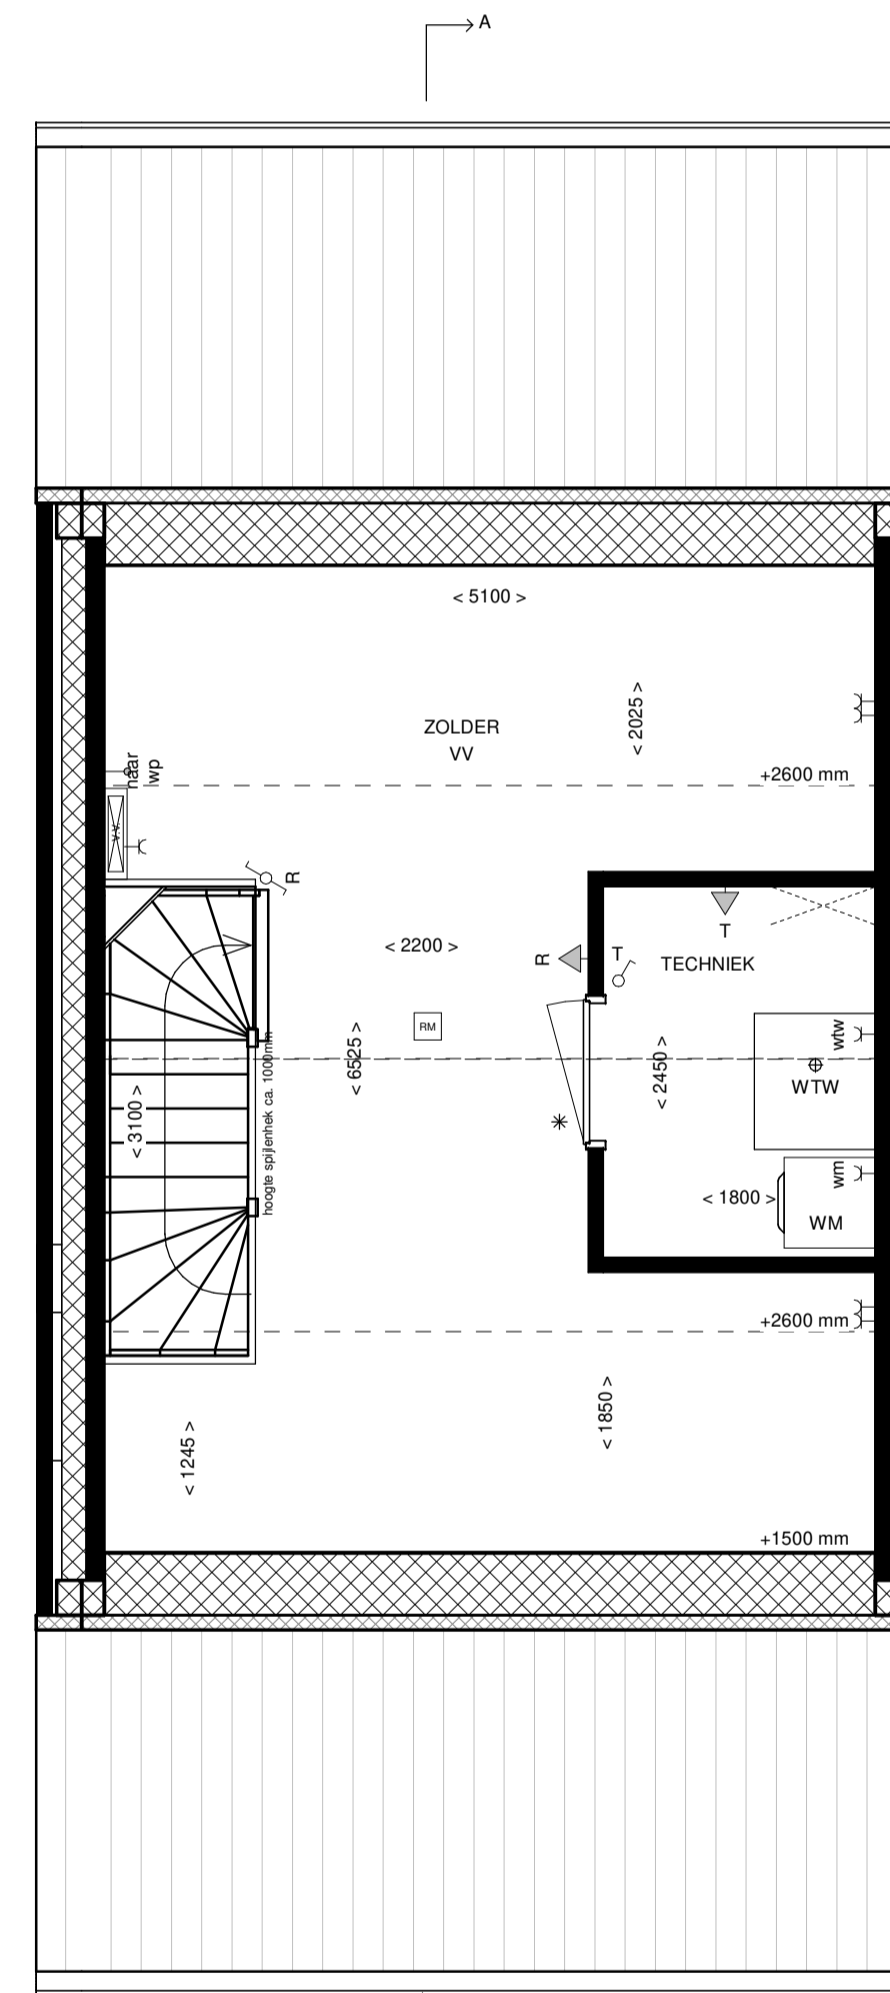 A
< 5100 >
< 2025 >
ZOLDER
VV
+2600 mm
naar
wp
v.v.
R
< 2200 >
R
T
T
TECHNIEK
RM
< 6525 >
hoogte spijlenhek ca. 1000mm
< 3100 >
< 2450 >
wtw
WTW
wm
< 1800 >
WM
+2600 mm
< 1850 >
< 1245 >
+1500 mm